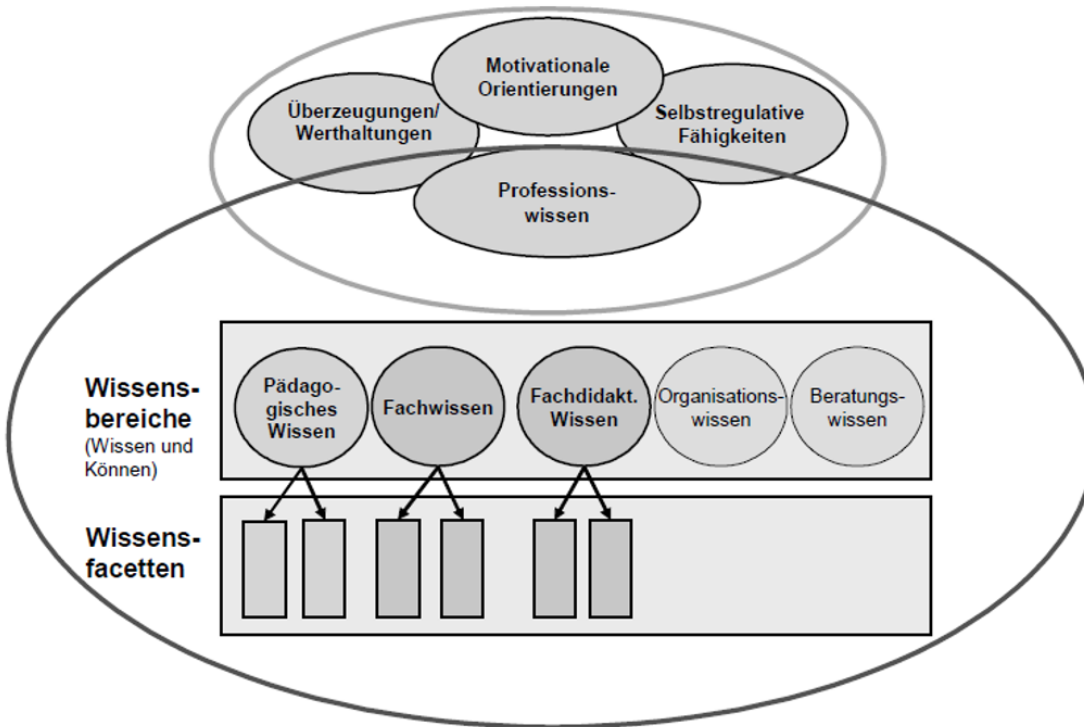 Motivationale
Orientierungen
Überzeugungen/
Werthaltungen
Selbstregulative
Fähigkeiten
Professions-
wissen
Wissens-
bereiche
(Wissen und
Können)
Pädago-
gisches
Wissen
Fachwissen
Fachdidakt.
Wissen
Organisations-
wissen
Beratungs-
wissen
Wissens-
facetten